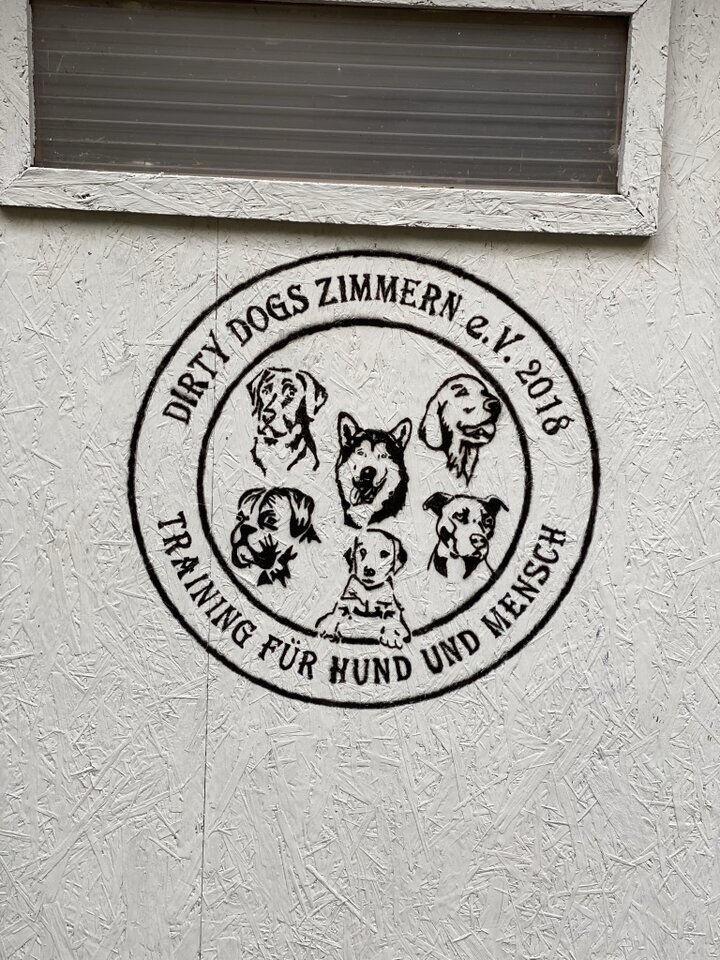 DIRTY DOGS ZIMMERN e.V. 2018
TRAINING FÜR HUND UND MENSCH